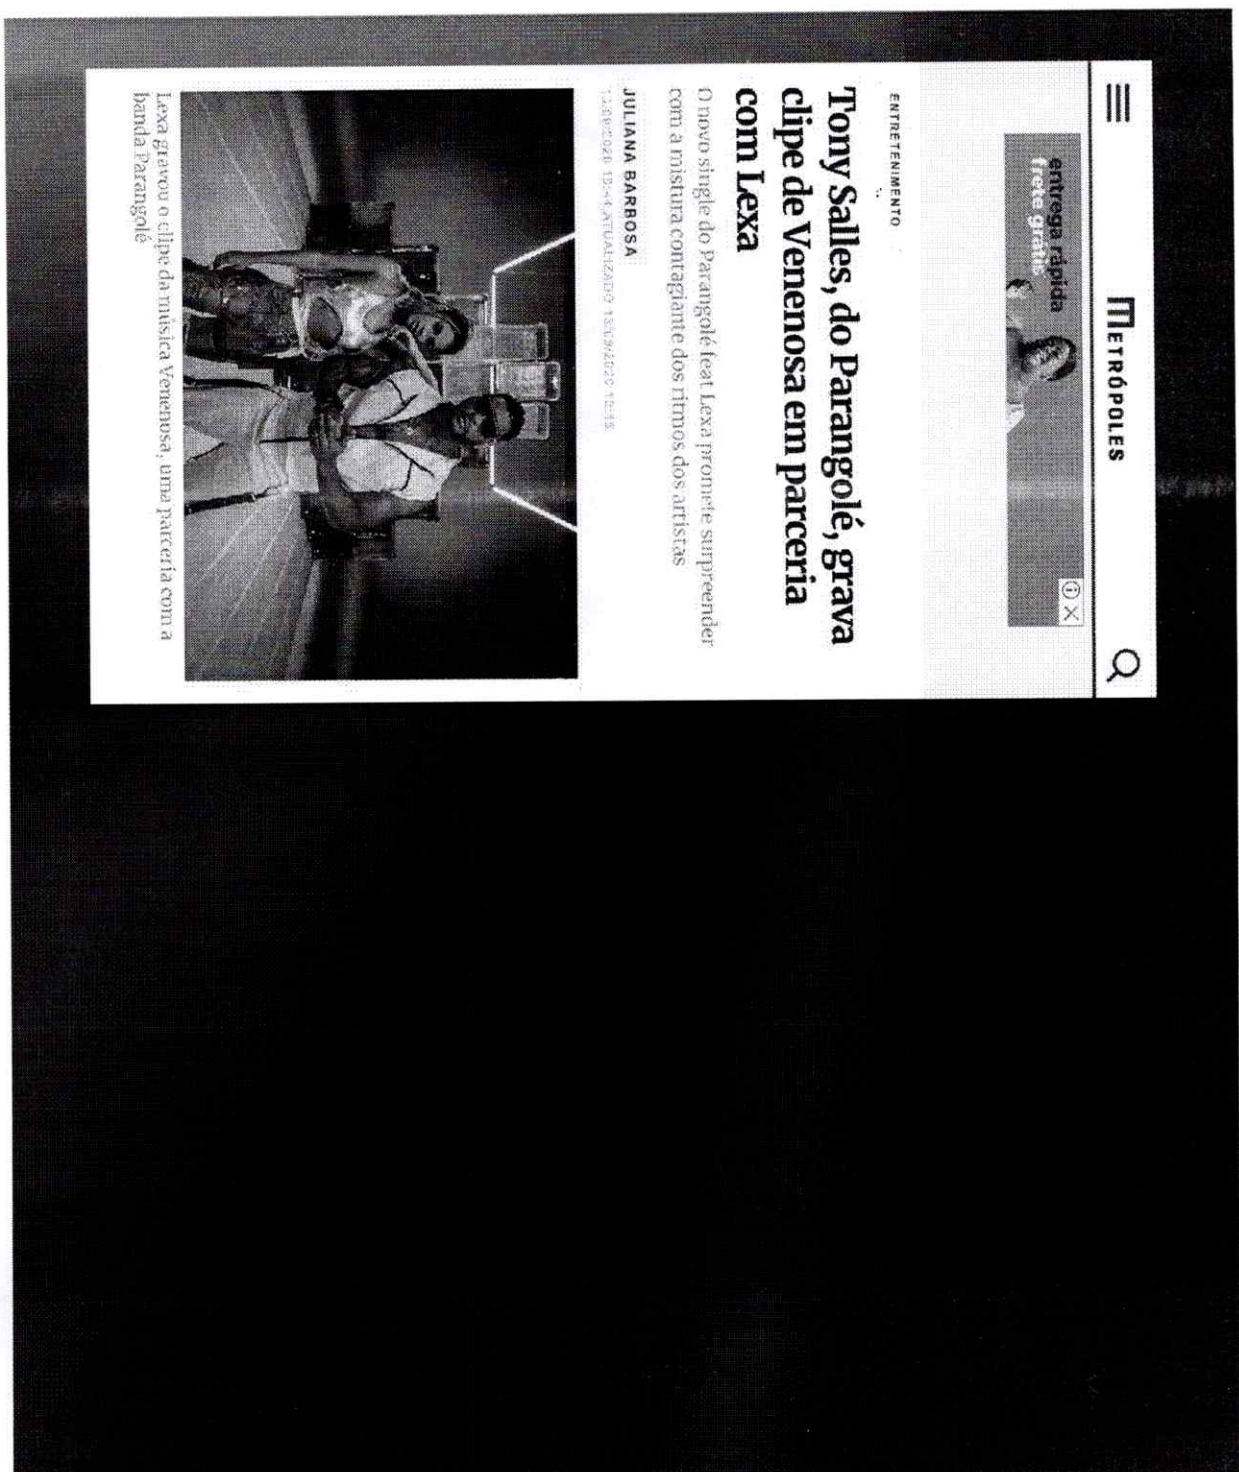 METRÓPOLES
entrega rápida
frete grátis
ENTRETENIMENTO
Tony Salles, do Parangolé, grava
clipe de Venenosa em parceria
com Lexa
O novo single do Parangolé feat Lexa promete surpreender
com a mistura contagiante dos ritmos dos artistas
JULIANA BARBOSA
ATUALIZADO
Lexa gravou o clipe da música Venenosa, uma parceria com a
banda Parangolé